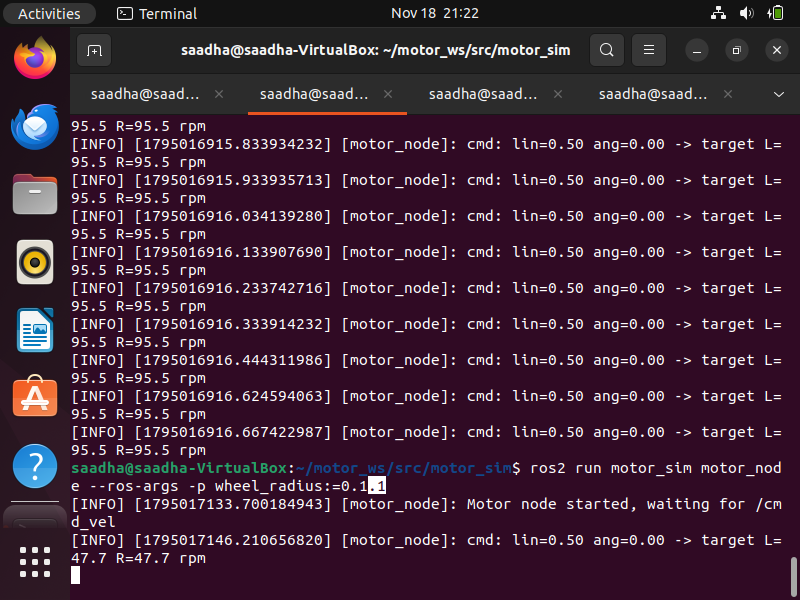 Activities
Terminal
Nov 18 21:22
saadha@saadha-VirtualBox: ~/motor_ws/src/motor_sim
saadha@saad... saadha@saad... saadha@saad... saadha@saad...
95.5 R=95.5 rpm
[INFO] [1795016915.833934232] [motor_node]: cmd: lin=0.50 ang=0.00 -> target L=
95.5 R=95.5 rpm
[INFO] [1795016915.933935713] [motor_node]: cmd: lin=0.50 ang=0.00 -> target L=
95.5 R=95.5 rpm
[INFO] [1795016916.034139280] [motor_node]: cmd: lin=0.50 ang=0.00 -> target L=
95.5 R=95.5 rpm
[INFO] [1795016916.133907690] [motor_node]: cmd: lin=0.50 ang=0.00 -> target L=
95.5 R=95.5 rpm
[INFO] [1795016916.233742716] [motor_node]: cmd: lin=0.50 ang=0.00 -> target L=
95.5 R=95.5 rpm
[INFO] [1795016916.333914232] [motor_node]: cmd: lin=0.50 ang=0.00 -> target L=
95.5 R=95.5 rpm
[INFO] [1795016916.444311986] [motor_node]: cmd: lin=0.50 ang=0.00 -> target L=
95.5 R=95.5 rpm
[INFO] [1795016916.624594063] [motor_node]: cmd: lin=0.50 ang=0.00 -> target L=
95.5 R=95.5 rpm
[INFO] [1795016916.667422987] [motor_node]: cmd: lin=0.50 ang=0.00 -> target L=
95.5 R=95.5 rpm
saadha@saadha-VirtualBox:~/motor_ws/src/motor_sim$ ros2 run motor_sim motor_nod
e --ros-args -p wheel_radius:=0.1.1
[INFO] [1795017133.700184943] [motor_node]: Motor node started, waiting for /cm
d_vel
[INFO] [1795017146.210656820] [motor_node]: cmd: lin=0.50 ang=0.00 -> target L=
47.7 R=47.7 rpm